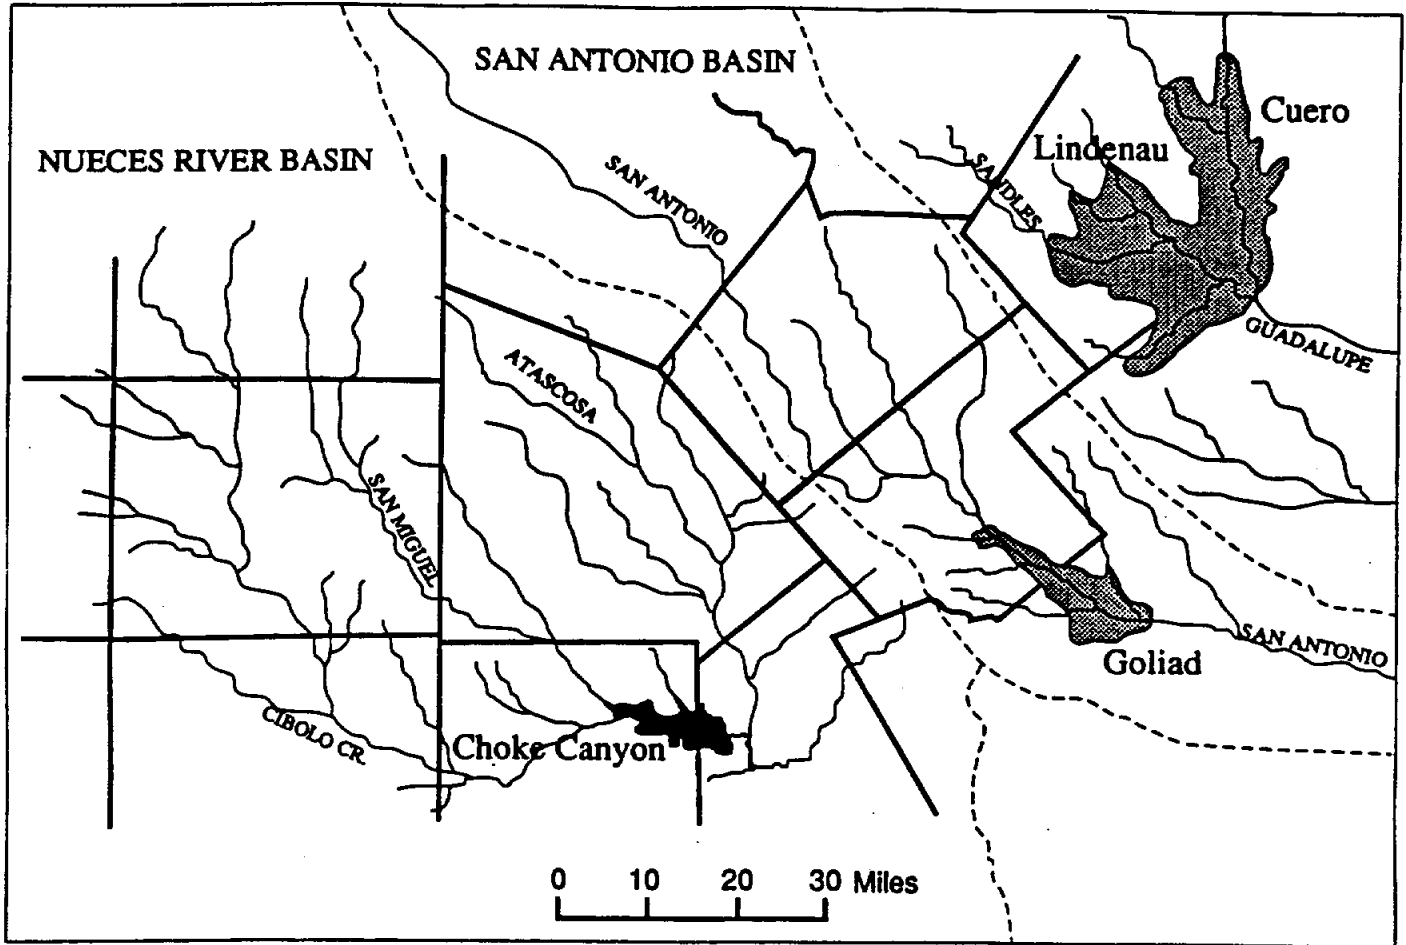 SAN ANTONIO BASIN
Cuero
Lindenau
NUECES RIVER BASIN
SAN ANTONIO
SANDLES
GUADALUPE
ATASCOSA
SAN MIGUEL
SAN ANTONIO
Goliad
CIBOLO CR.
Choke Canyon
0 10 20 30 Miles